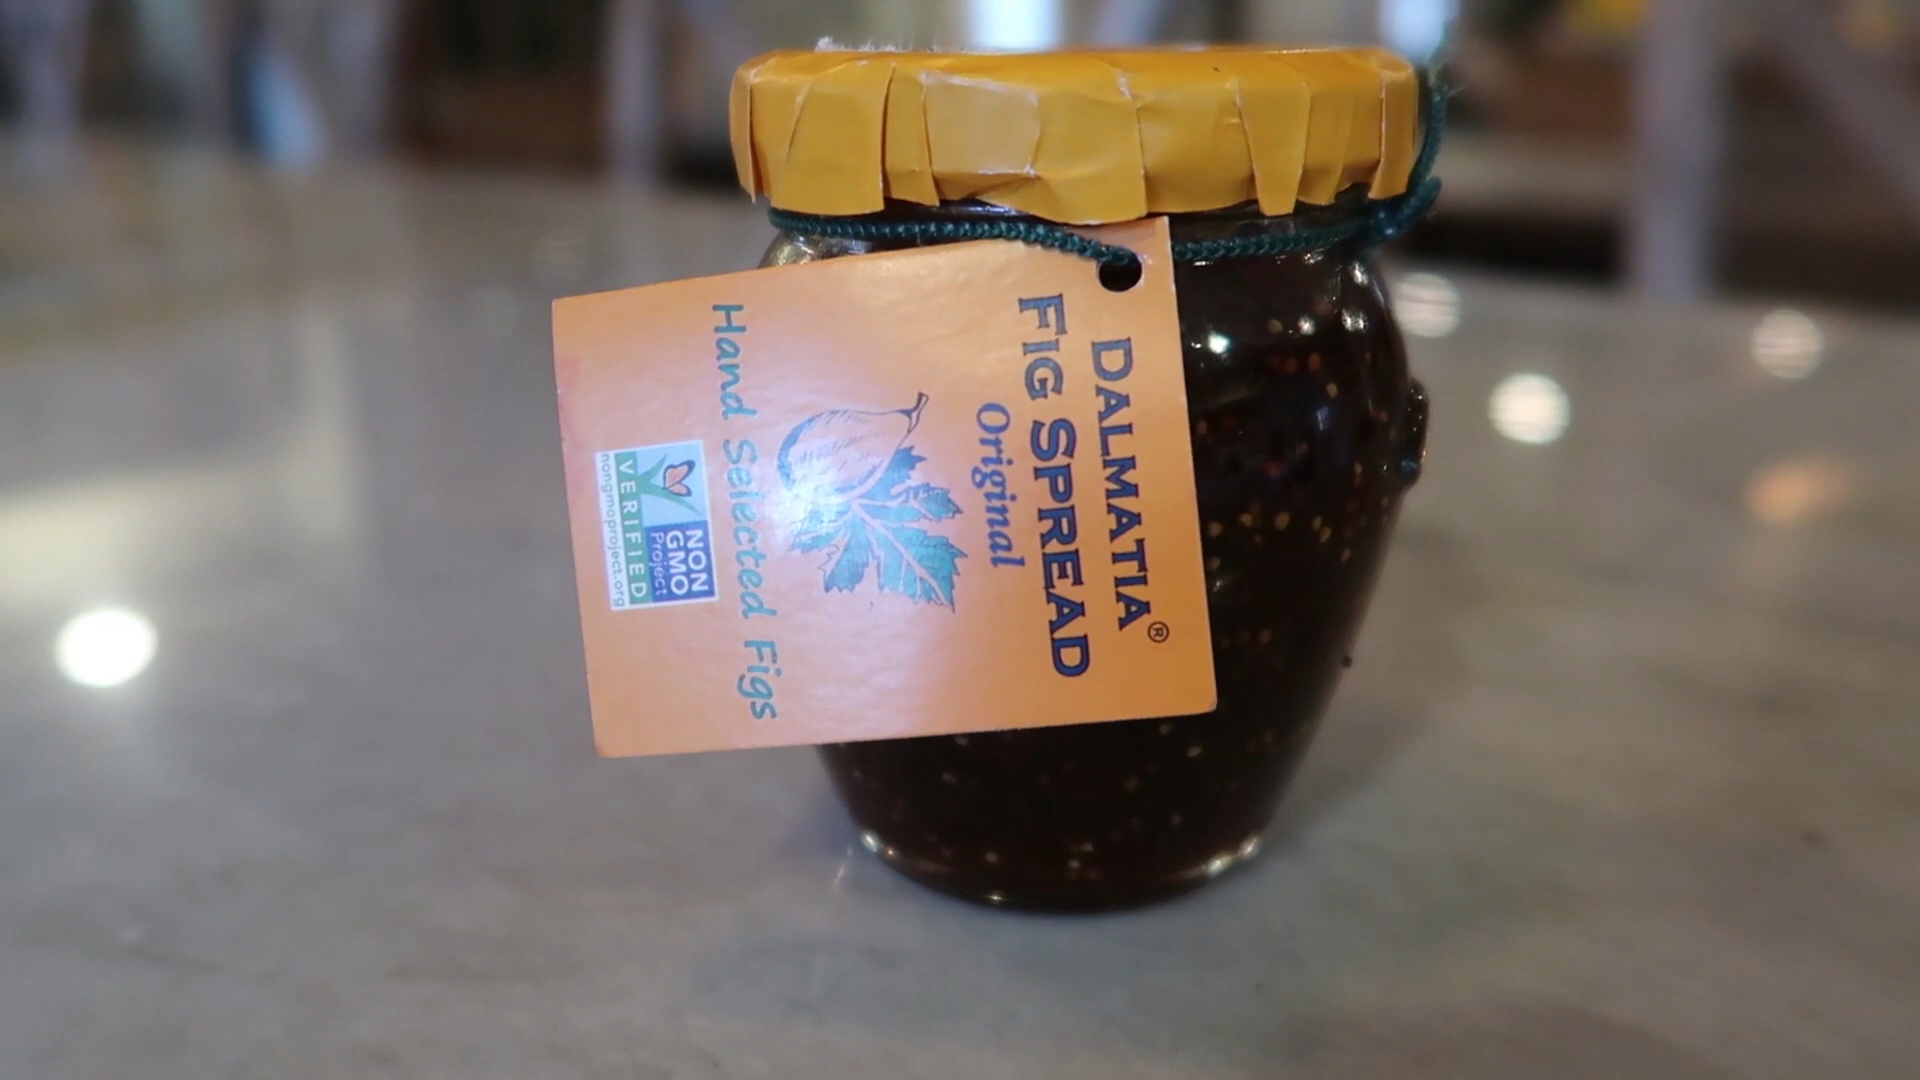 DALMATIA®
FIG SPREAD
Original
Hand Selected Figs
NON
GMO
Project
VERIFIED
nongmoproject.org